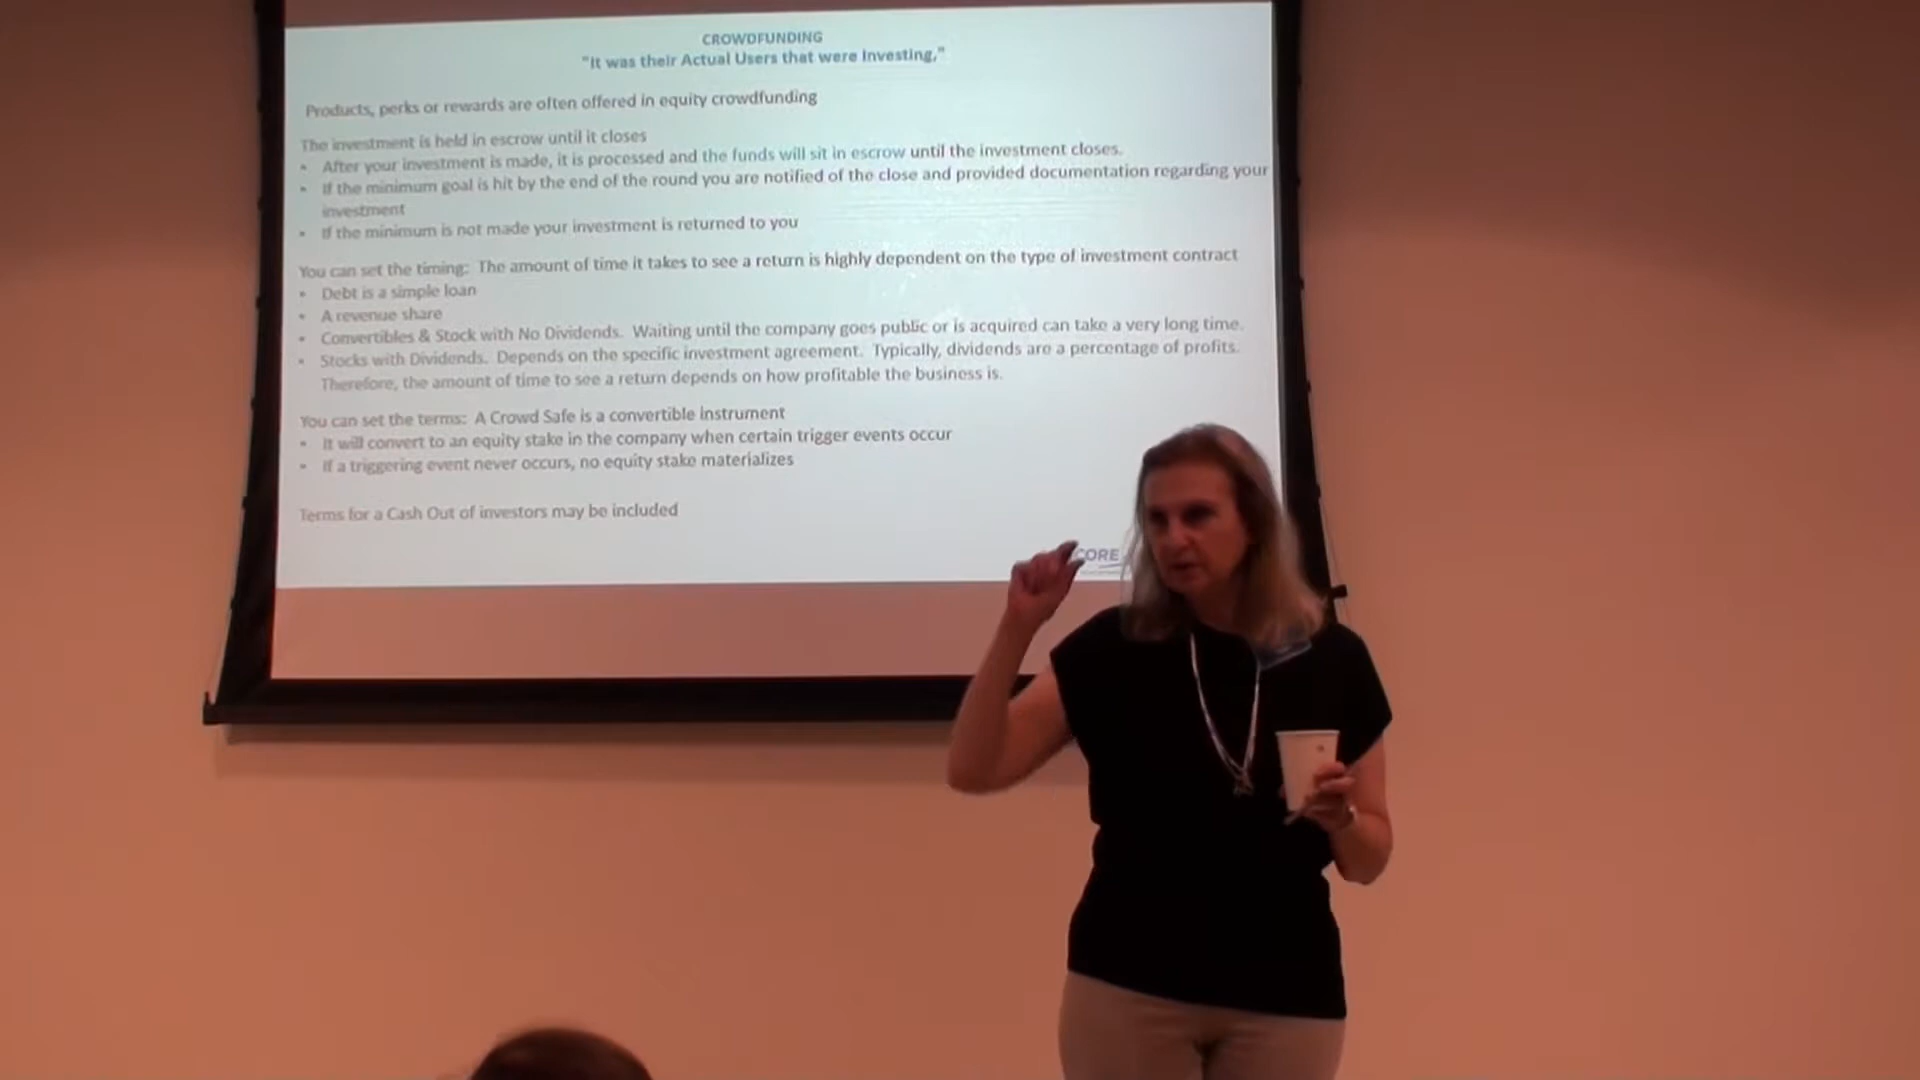 CROWDFUNDING
"It was their Actual Users that were Investing,"
Products, perks or rewards are often offered in equity crowdfunding
The investment is held in escrow until it closes
• After your investment is made, it is processed and the funds will sit in escrow until the investment closes.
• If the minimum goal is hit by the end of the round you are notified of the close and provided documentation regarding your
investment
• If the minimum is not made your investment is returned to you
You can set the timing: The amount of time it takes to see a return is highly dependent on the type of investment contract
• Debt is a simple loan
• A revenue share
• Convertibles & Stock with No Dividends. Waiting until the company goes public or is acquired can take a very long time.
• Stocks with Dividends. Depends on the specific investment agreement. Typically, dividends are a percentage of profits.
Therefore, the amount of time to see a return depends on how profitable the business is.
You can set the terms: A Crowd Safe is a convertible instrument
• It will convert to an equity stake in the company when certain trigger events occur
• If a triggering event never occurs, no equity stake materializes
Terms for a Cash Out of investors may be included
CORE